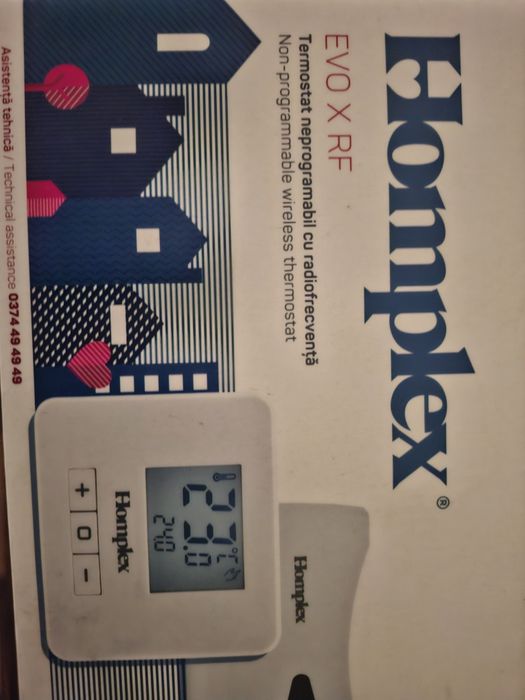 Homplex®
EVO X RF
Termostat neprogramabil cu radiofrecvență
Non-programmable wireless thermostat
Homplex
23.0 °C
24.0
Homplex
+ O -
Asistență tehnică / Technical assistance 0374 49 49 49